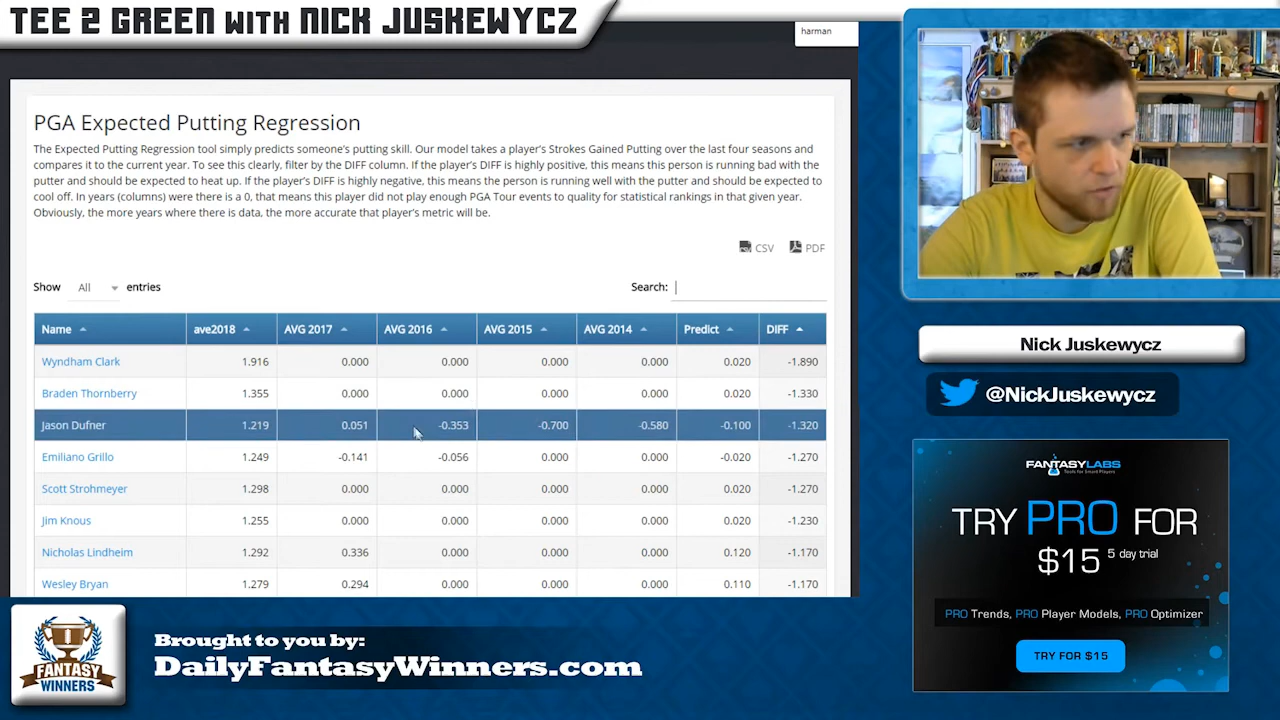 TEE 2 GREEN WITH NICK JUSKEWYCZ
harman
PGA Expected Putting Regression
The Expected Putting Regression tool simply predicts someone's putting skill. Our model takes a player's Strokes Gained Putting over the last four seasons and
compares it to the current year. To see this clearly, filter by the DIFF column. If the player's DIFF is highly positive, this means this person is running bad with the
putter and should be expected to heat up. If the players DIFF is highly negative, this means the person is running well with the putter and should be expected to
cool off. In years (columns) were there is a 0, that means this player did not play enough PGA Tour events to quality for statistical rankings in that given year.
Obviously, the more years where there is data, the more accurate that player's metric will be.
CSV PDF
Show All entries Search:
Name ave2018 AVG 2017 AVG 2016 AVG 2015 AVG 2014 Predict DIFF
Wyndham Clark 1.916 0.000 0.000 0.000 0.000 0.020 -1.890
Braden Thornberry 1.355 0.000 0.000 0.000 0.000 0.020 -1.330
Jason Dufner 1.219 0.051 -0.353 -0.700 -0.580 -0.100 -1.320
Emiliano Grillo 1.249 -0.141 -0.056 0.000 0.000 -0.020 -1.270
Scott Strohmeyer 1.298 0.000 0.000 0.000 0.000 0.020 -1.270
Jim Knous 1.255 0.000 0.000 0.000 0.000 0.020 -1.230
Nicholas Lindheim 1.292 0.336 0.000 0.000 0.000 0.120 -1.170
Wesley Bryan 1.279 0.294 0.000 0.000 0.000 0.110 -1.170
Nick Juskewycz
@NickJuskewycz
FANTASYLABS
Tools for Smart Players
TRY PRO FOR
$15 5 day trial
PRO Trends, PRO Player Models, PRO Optimizer
TRY FOR $15
FANTASY
WINNERS
Brought to you by:
DailyFantasyWinners.com